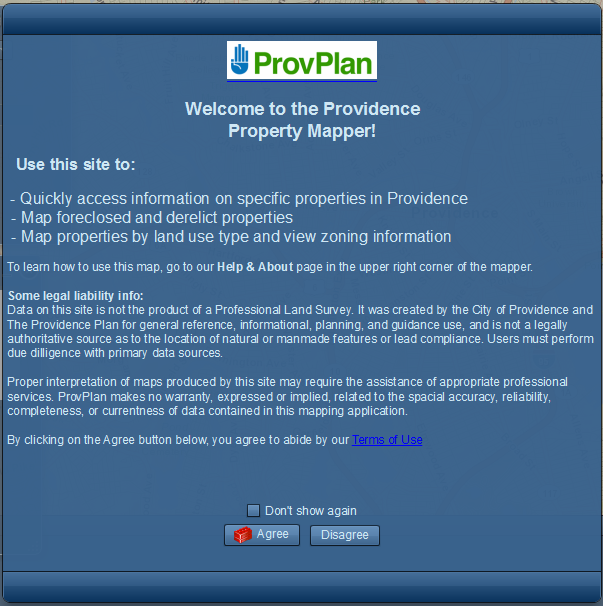 ProvPlan
Welcome to the Providence
Property Mapper!
Use this site to:
- Quickly access information on specific properties in Providence
- Map foreclosed and derelict properties
- Map properties by land use type and view zoning information
To learn how to use this map, go to our Help & About page in the upper right corner of the mapper.
Some legal liability info:
Data on this site is not the product of a Professional Land Survey. It was created by the City of Providence and
The Providence Plan for general reference, informational, planning, and guidance use, and is not a legally
authoritative source as to the location of natural or manmade features or lead compliance. Users must perform
due dilligence with primary data sources.
Proper interpretation of maps produced by this site may require the assistance of appropriate professional
services. ProvPlan makes no warranty, expressed or implied, related to the spacial accuracy, reliability,
completeness, or currentness of data contained in this mapping application.
By clicking on the Agree button below, you agree to abide by our Terms of Use
Don't show again
Agree Disagree